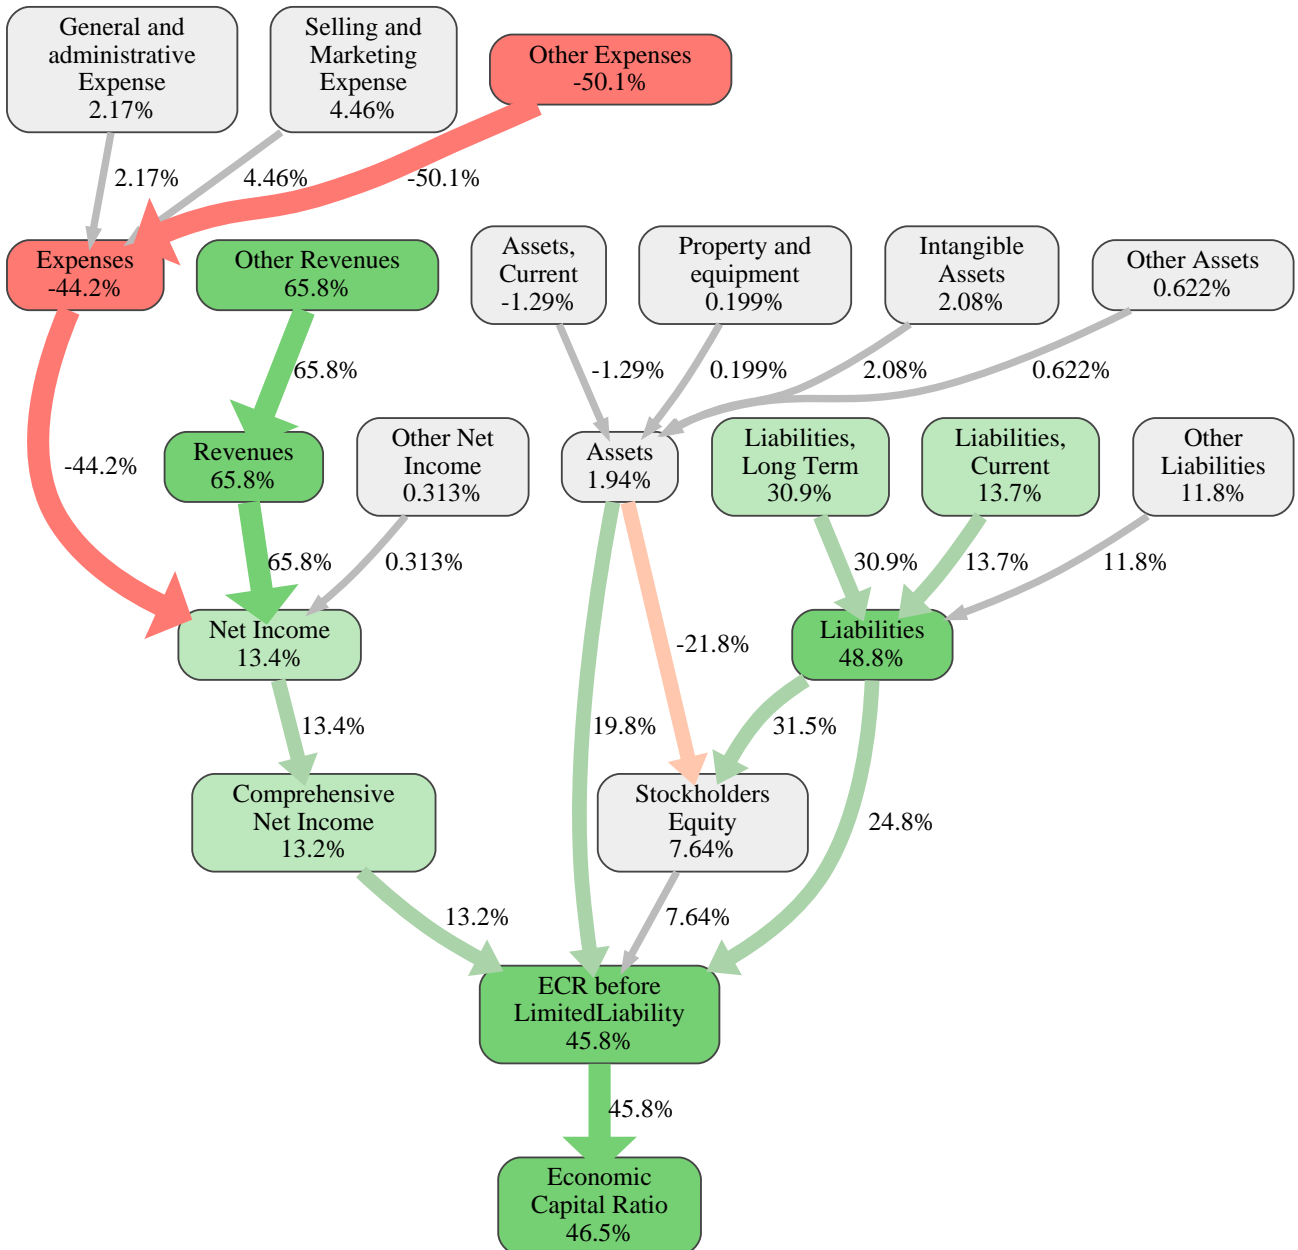 General and
administrative
Expense
2.17%
Selling and
Marketing
Expense
4.46%
Other Expenses
-50.1%
2.17%
4.46%
-50.1%
Expenses
-44.2%
Other Revenues
65.8%
Assets,
Current
-1.29%
Property and
equipment
0.199%
Intangible
Assets
2.08%
Other Assets
0.622%
65.8%
-1.29%
0.199%
2.08%
0.622%
-44.2%
Revenues
65.8%
Other Net
Income
0.313%
Assets
1.94%
Liabilities,
Long Term
30.9%
Liabilities,
Current
13.7%
Other
Liabilities
11.8%
65.8%
0.313%
30.9%
13.7%
11.8%
Net Income
13.4%
-21.8%
Liabilities
48.8%
13.4%
19.8%
31.5%
Comprehensive
Net Income
13.2%
Stockholders
Equity
7.64%
24.8%
13.2%
7.64%
ECR before
LimitedLiability
45.8%
45.8%
Economic
Capital Ratio
46.5%